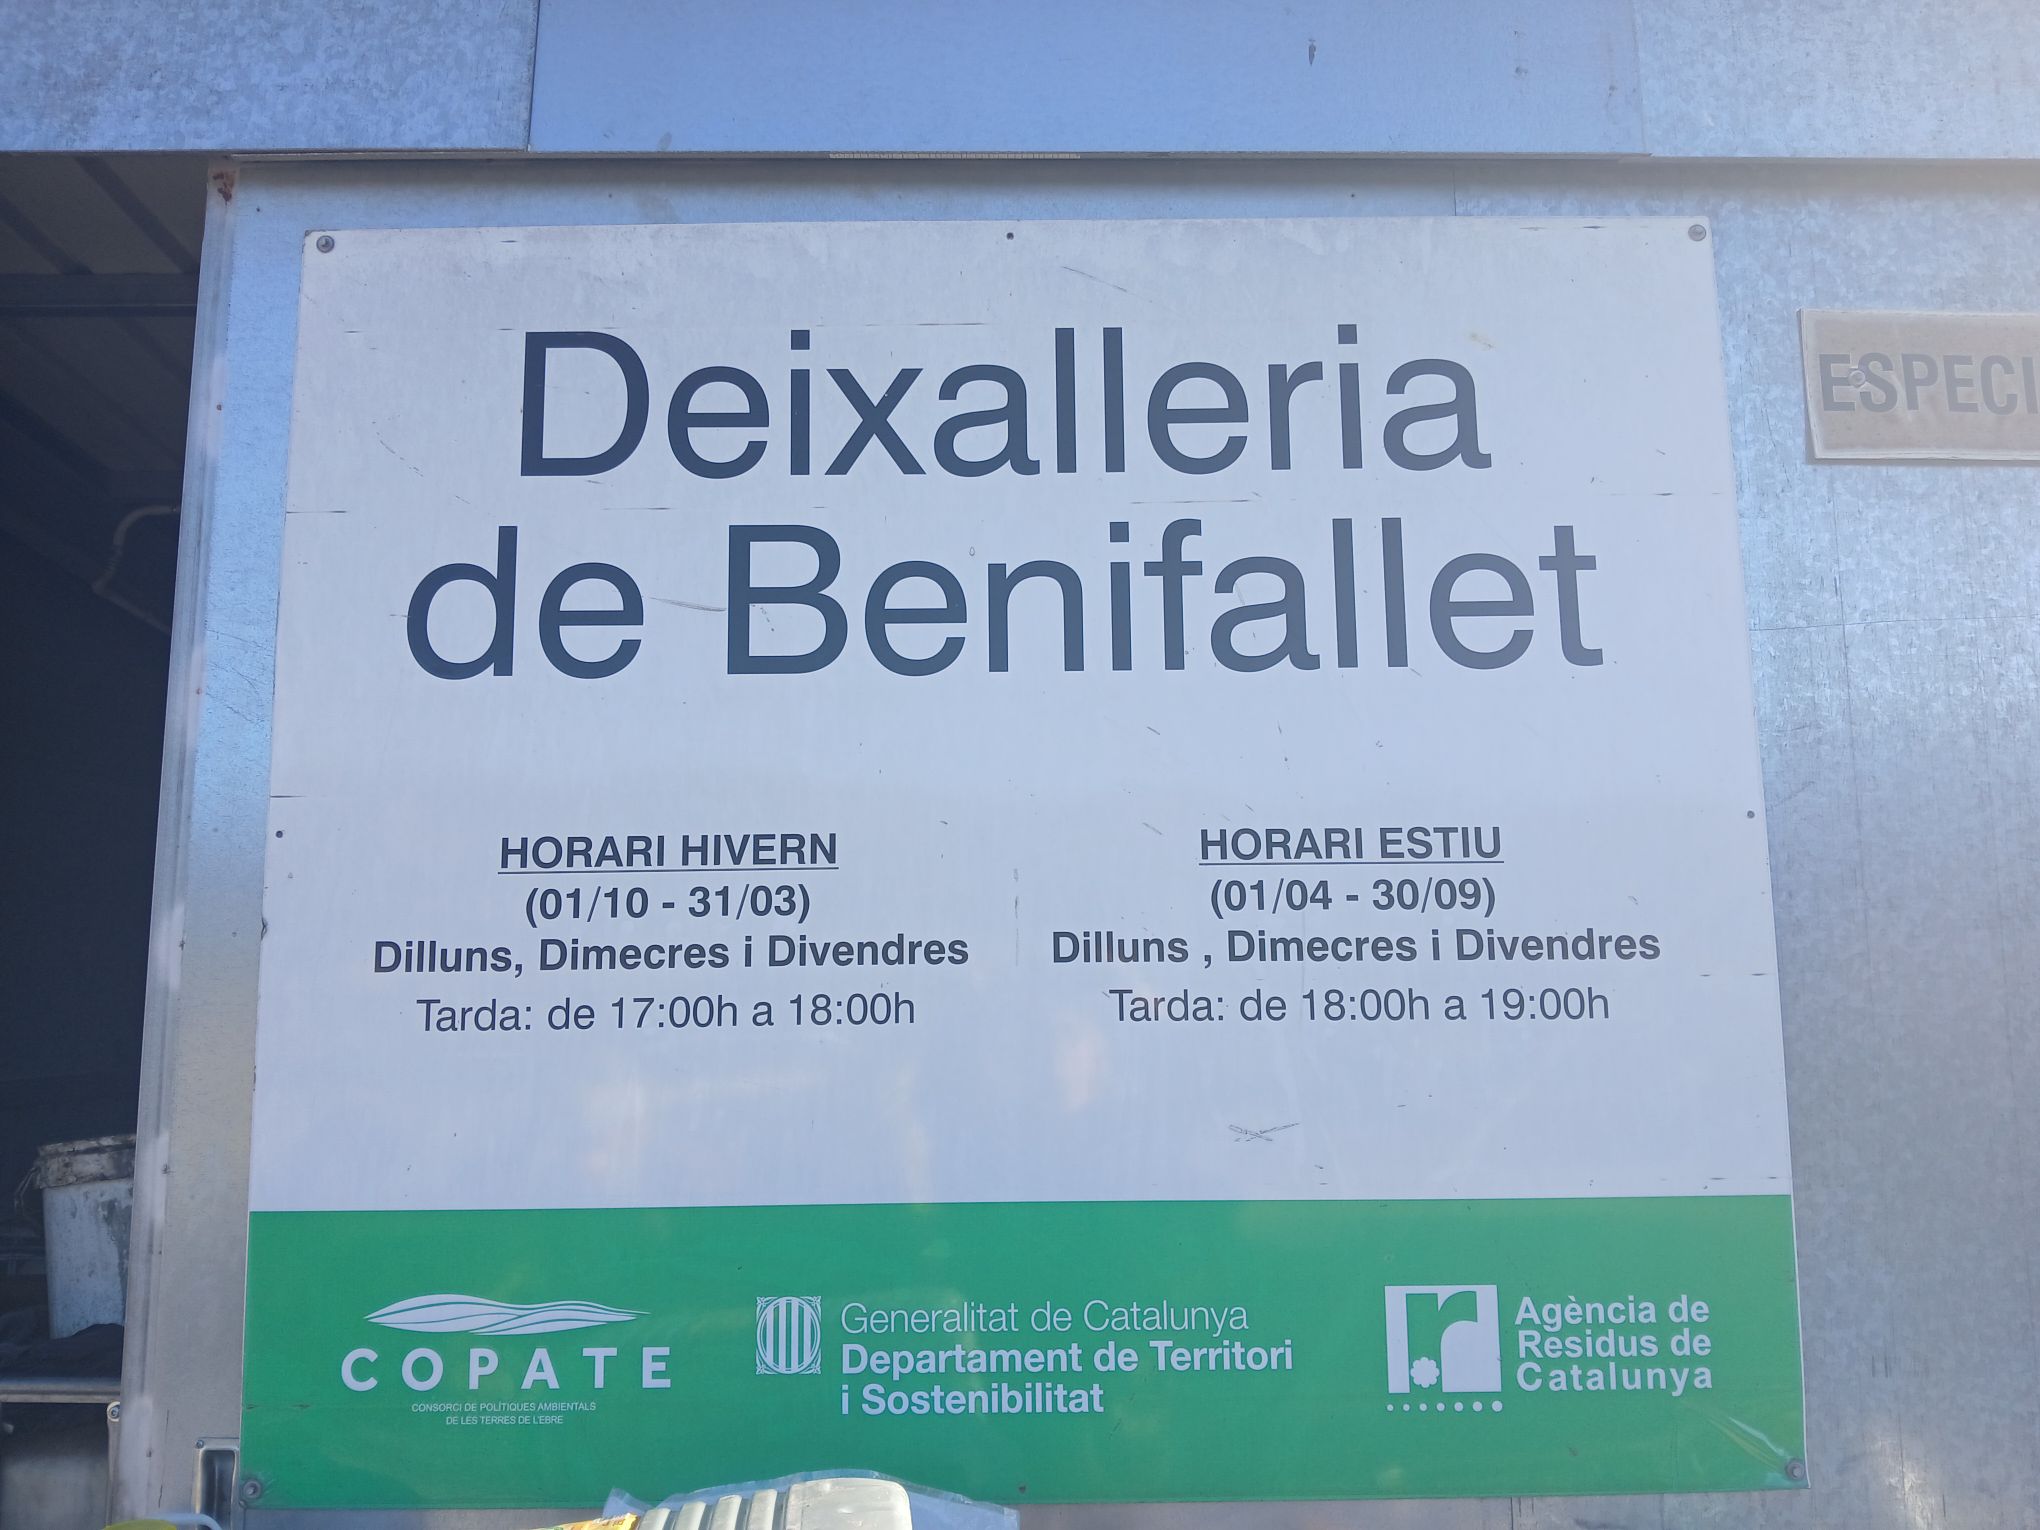 Deixalleria
de Benifallet
HORARI HIVERN
(01/10 - 31/03)
Dilluns, Dimecres i Divendres
Tarda: de 17:00h a 18:00h
HORARI ESTIU
(01/04 - 30/09)
Dilluns , Dimecres i Divendres
Tarda: de 18:00h a 19:00h
ESPECI
COPATE
CONSORCI DE POLÍTIQUES AMBIENTALS
DE LES TERRES DE L'EBRE
Generalitat de Catalunya
Departament de Territori
i Sostenibilitat
Agència de
Residus de
Catalunya